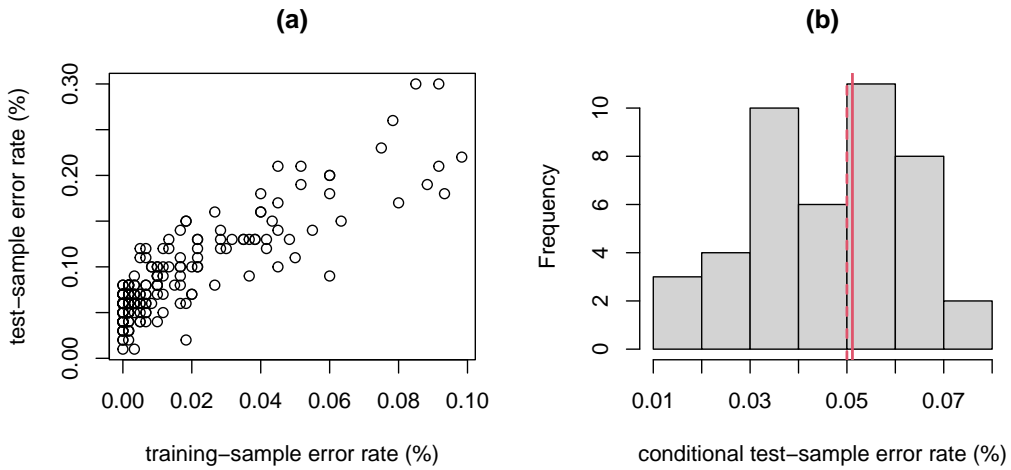 (a)
test−sample error rate (%)
0.30
0.20
0.10
0.00
0.00 0.02 0.04 0.06 0.08 0.10
training−sample error rate (%)
(b)
Frequency
10
8
6
4
2
0
0.01 0.03 0.05 0.07
conditional test−sample error rate (%)